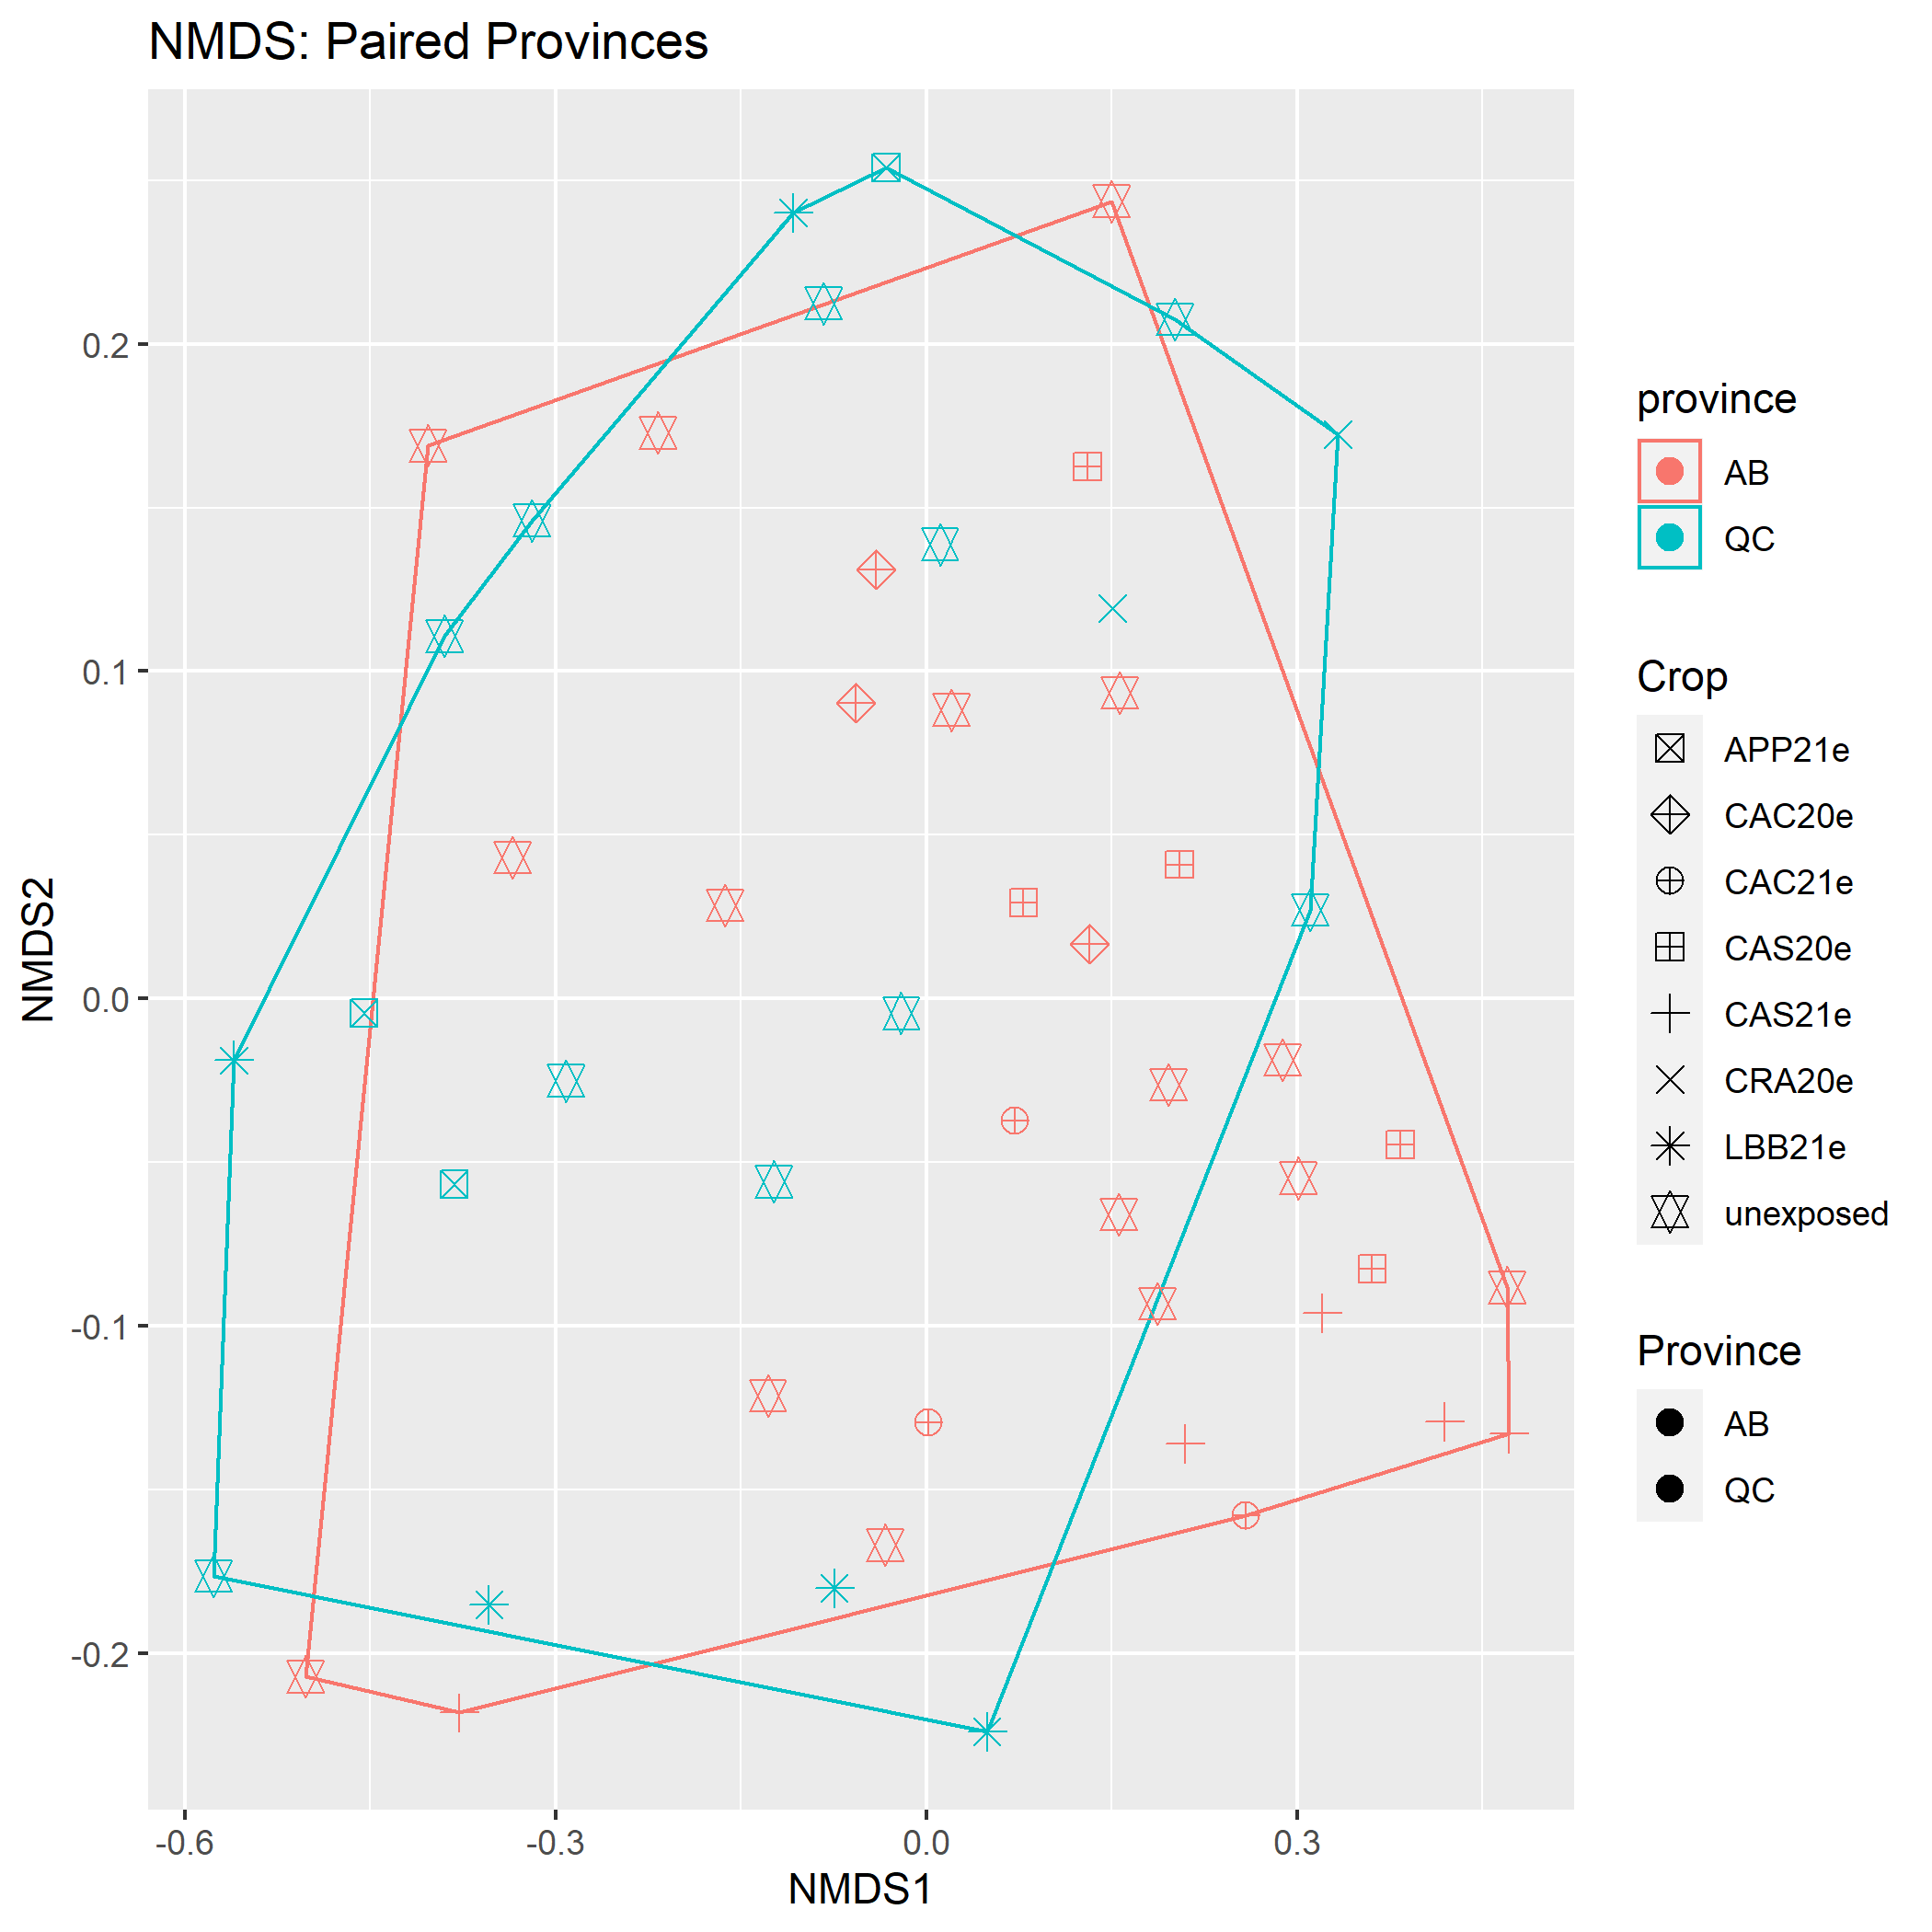 NMDS: Paired Provinces
0.2
0.1
0.0
-0.1
-0.2
NMDS2
-0.6
-0.3
0.0
0.3
NMDS1
province
AB
QC
Crop
APP21e
CAC20e
CAC21e
CAS20e
CAS21e
CRA20e
LBB21e
unexposed
Province
AB
QC